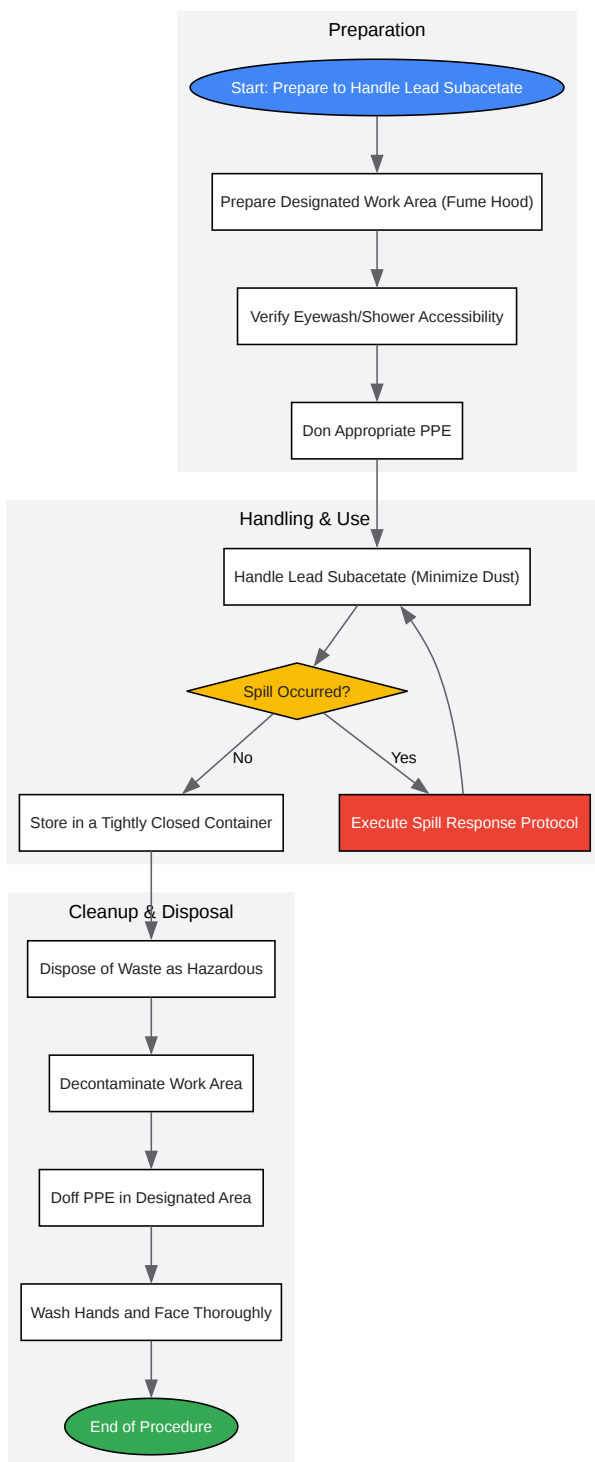 Preparation
Start: Prepare to Handle Lead Subacetate
Prepare Designated Work Area (Fume Hood)
Verify Eyewash/Shower Accessibility
Don Appropriate PPE
Handling & Use
Handle Lead Subacetate (Minimize Dust)
Spill Occurred?
No
Yes
Store in a Tightly Closed Container
Execute Spill Response Protocol
Cleanup & Disposal
Dispose of Waste as Hazardous
Decontaminate Work Area
Doff PPE in Designated Area
Wash Hands and Face Thoroughly
End of Procedure